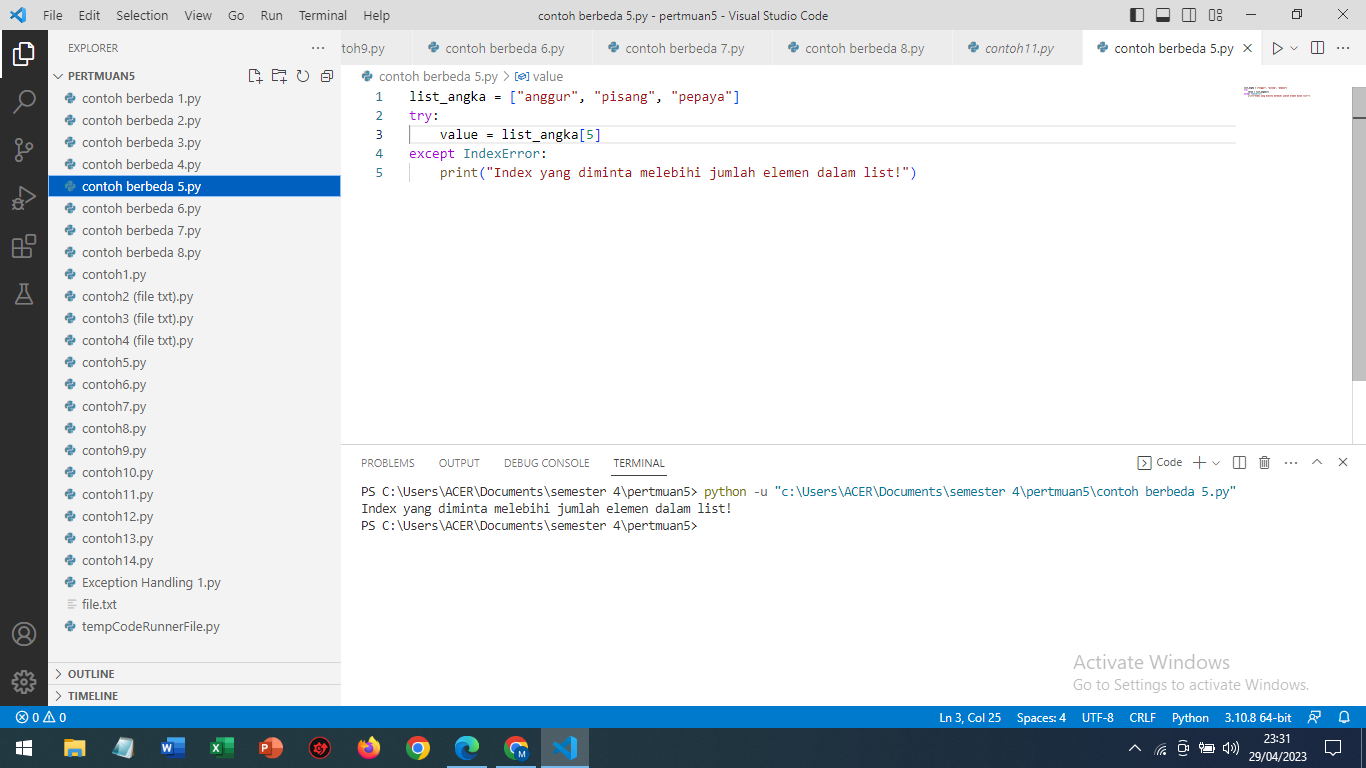 File Edit Selection View Go Run Terminal Help
contoh berbeda 5.py - pertmuan5 - Visual Studio Code
EXPLORER
PERTMUAN5
contoh berbeda 1.py
contoh berbeda 2.py
contoh berbeda 3.py
contoh berbeda 4.py
contoh berbeda 5.py
contoh berbeda 6.py
contoh berbeda 7.py
contoh berbeda 8.py
contoh1.py
contoh2 (file txt).py
contoh3 (file txt).py
contoh4 (file txt).py
contoh5.py
contoh6.py
contoh7.py
contoh8.py
contoh9.py
contoh10.py
contoh11.py
contoh12.py
contoh13.py
contoh14.py
Exception Handling 1.py
file.txt
tempCodeRunnerFile.py
OUTLINE
TIMELINE
toh9.py contoh berbeda 6.py contoh berbeda 7.py contoh berbeda 8.py contoh11.py contoh berbeda 5.py
contoh berbeda 5.py > value
1 list_angka = ["anggur", "pisang", "pepaya"]
2 try:
3     value = list_angka[5]
4 except IndexError:
5     print("Index yang diminta melebihi jumlah elemen dalam list!")
PROBLEMS OUTPUT DEBUG CONSOLE TERMINAL Code
PS C:\Users\ACER\Documents\semester 4\pertmuan5> python -u "c:\Users\ACER\Documents\semester 4\pertmuan5\contoh berbeda 5.py"
Index yang diminta melebihi jumlah elemen dalam list!
PS C:\Users\ACER\Documents\semester 4\pertmuan5>
Activate Windows
Go to Settings to activate Windows.
0 0 Ln 3, Col 25 Spaces: 4 UTF-8 CRLF Python 3.10.8 64-bit
23:31
29/04/2023